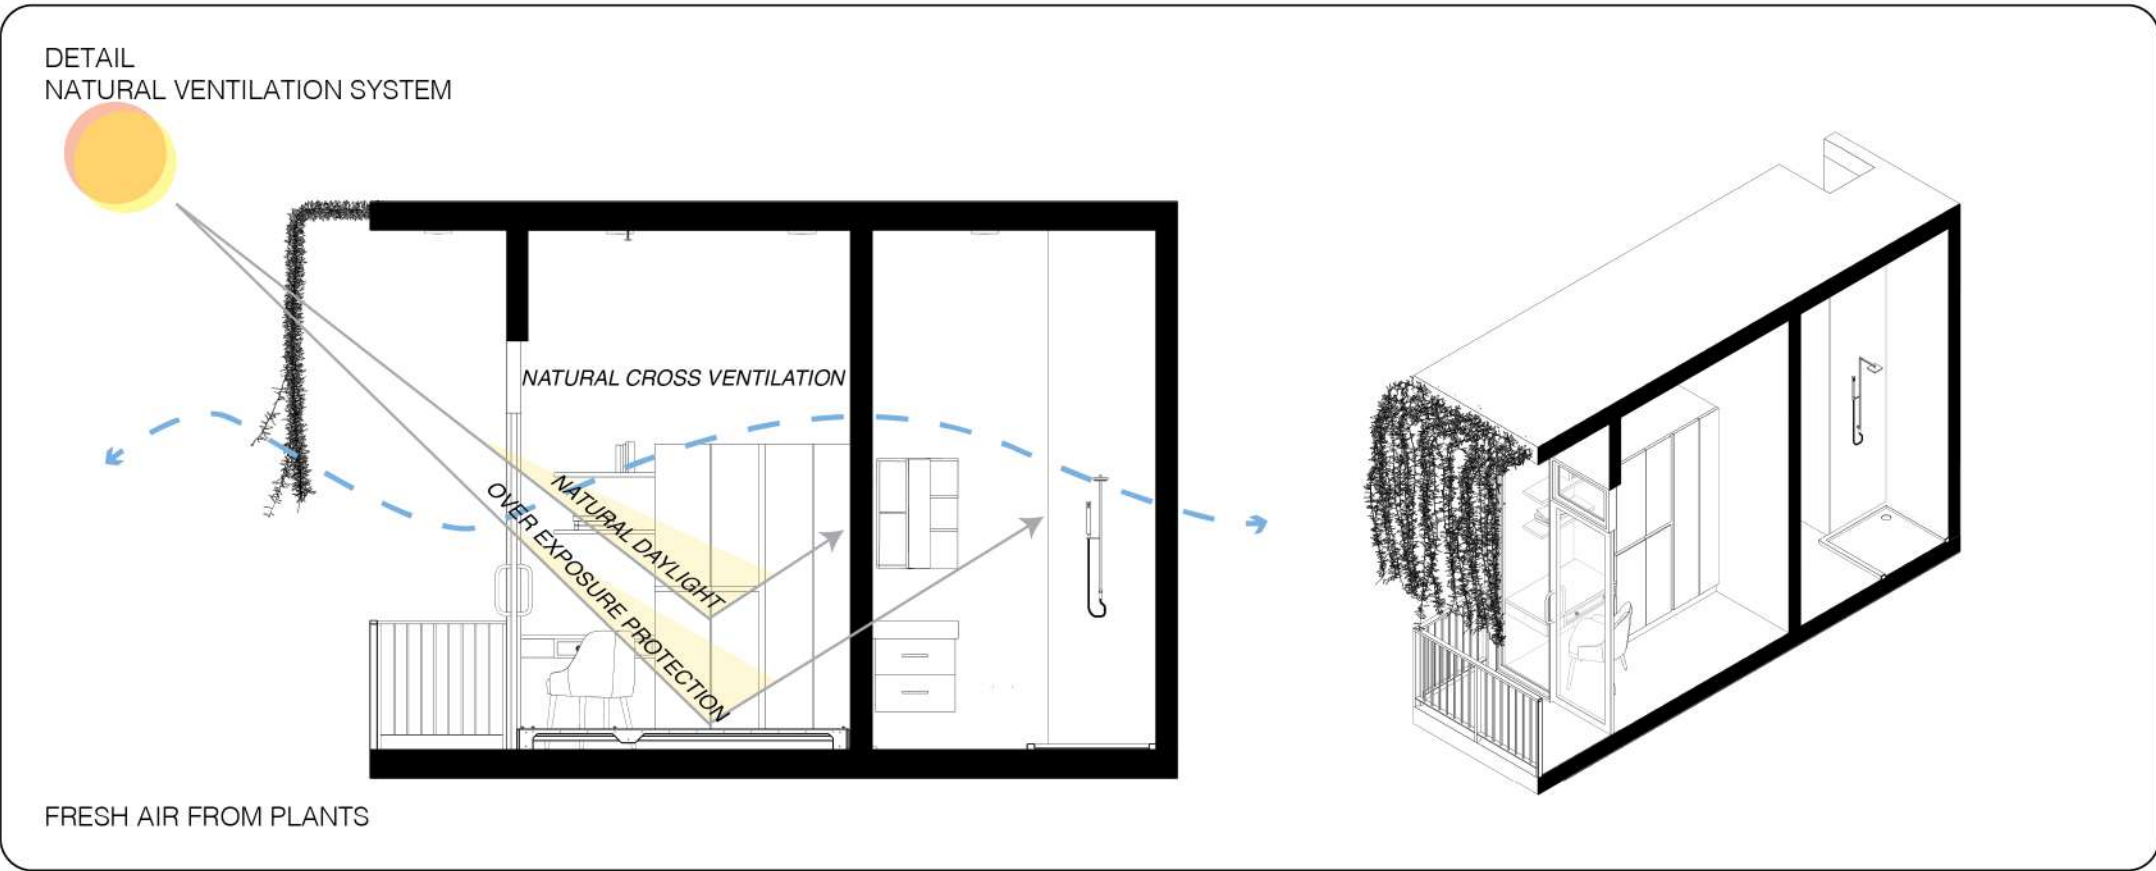 DETAIL
NATURAL VENTILATION SYSTEM
NATURAL CROSS VENTILATION
NATURAL DAYLIGHT
OVER EXPOSURE PROTECTION
FRESH AIR FROM PLANTS